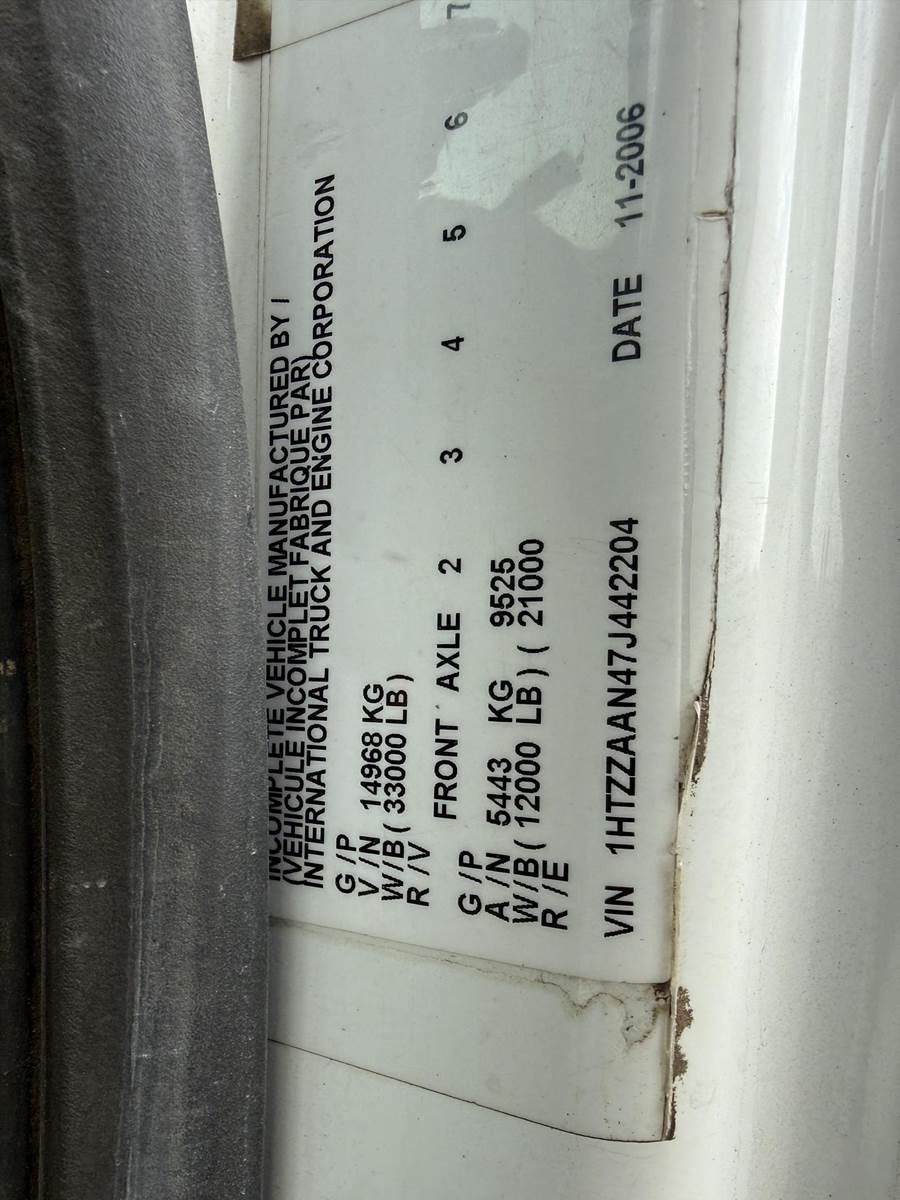 INCOMPLETE VEHICLE MANUFACTURED BY |
(VEHICULE INCOMPLET FABRIQUE PAR)
INTERNATIONAL TRUCK AND ENGINE CORPORATION
G /P
V /N 14968 KG
W/B ( 33000 LB )
R /V
FRONT AXLE 2 3 4 5 6 7
G /P
A /N 5443 KG 9525
W/B ( 12000 LB ) ( 21000
R /E
VIN 1HTZZAAN47J442204 DATE 11-2006